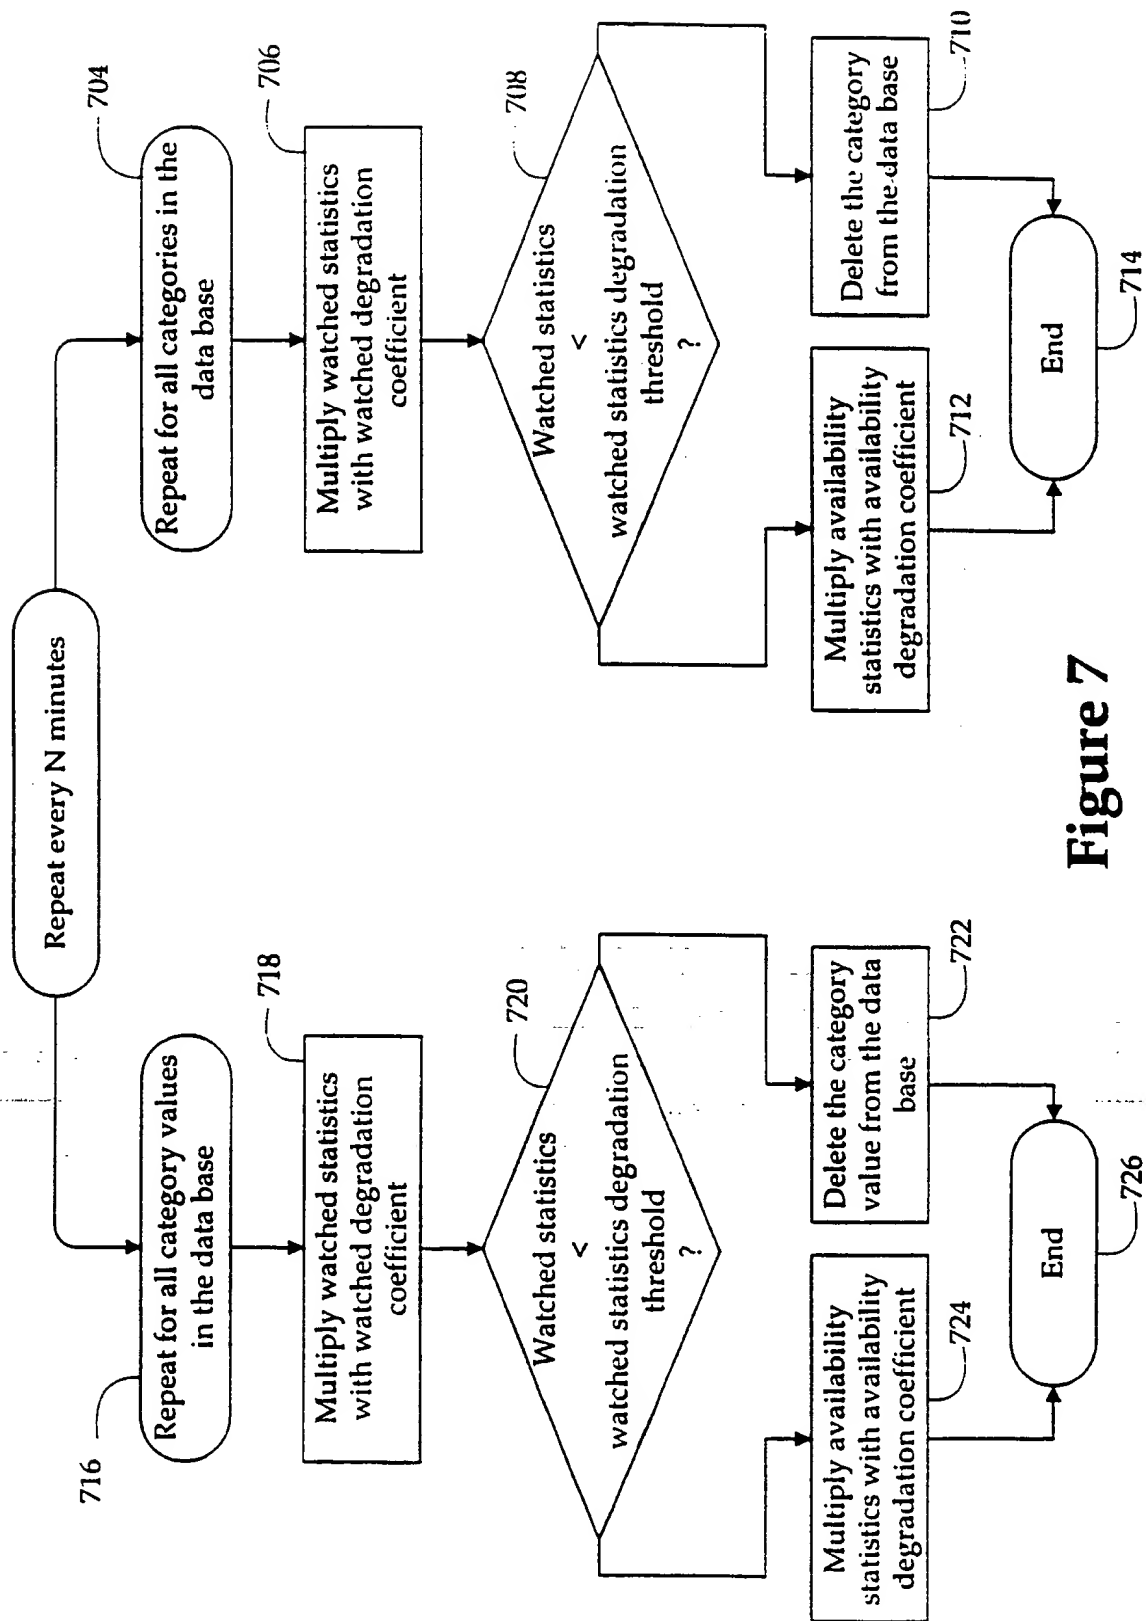 Repeat every N minutes
716
Repeat for all category values
in the data base
718
Multiply watched statistics
with watched degradation
coefficient
720
Watched statistics
<
watched statistics degradation
threshold
?
724
Multiply availability
statistics with availability
degradation coefficient
722
Delete the category
value from the data
base
End
726
704
Repeat for all categories in the
data base
706
Multiply watched statistics
with watched degradation
coefficient
708
Watched statistics
<
watched statistics degradation
threshold
?
712
Multiply availability
statistics with availability
degradation coefficient
710
Delete the category
from the data base
End
714
Figure 7